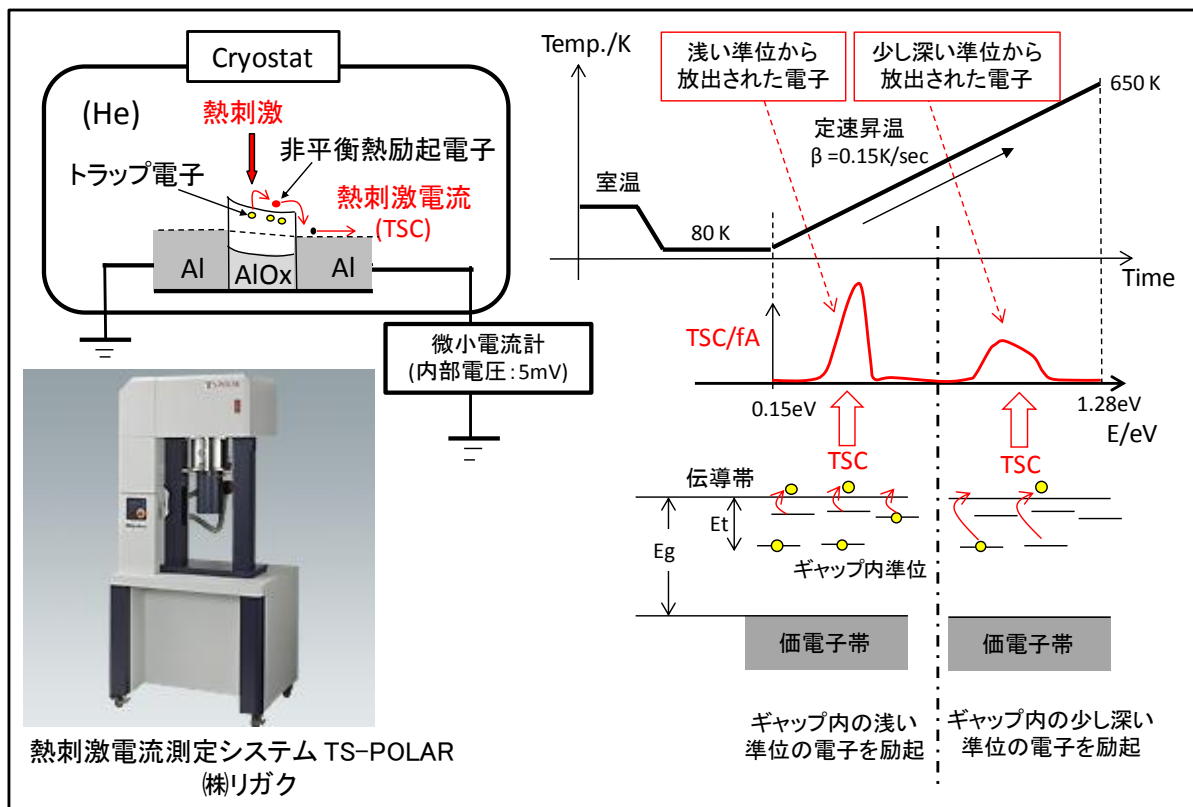 Cryostat
(He)
熱刺激
非平衡熱励起電子
トラップ電子
熱刺激電流
(TSC)
Al
AlOx
Al
微小電流計
(内部電圧:5mV)
TS-POLAR
熱刺激電流測定システム TS-POLAR
㈱リガク
Temp./K
浅い準位から
放出された電子
少し深い準位から
放出された電子
650 K
定速昇温
β=0.15K/sec
室温
80 K
Time
TSC/fA
0.15eV
1.28eV
E/eV
TSC
TSC
伝導帯
Et
Eg
ギャップ内準位
価電子帯
価電子帯
ギャップ内の浅い
準位の電子を励起
ギャップ内の少し深い
準位の電子を励起